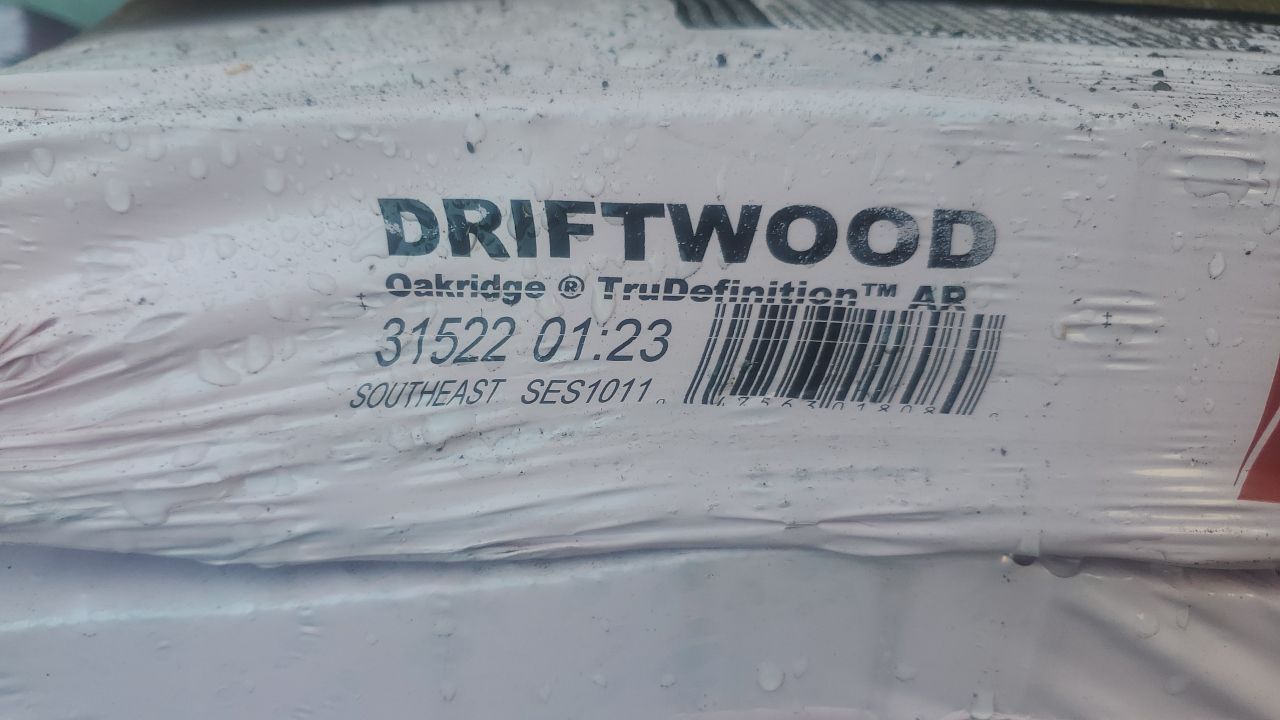 DRIFTWOOD
Oakridge ® TruDefinition™ AR
31522 01:23
SOUTHEAST SES1011